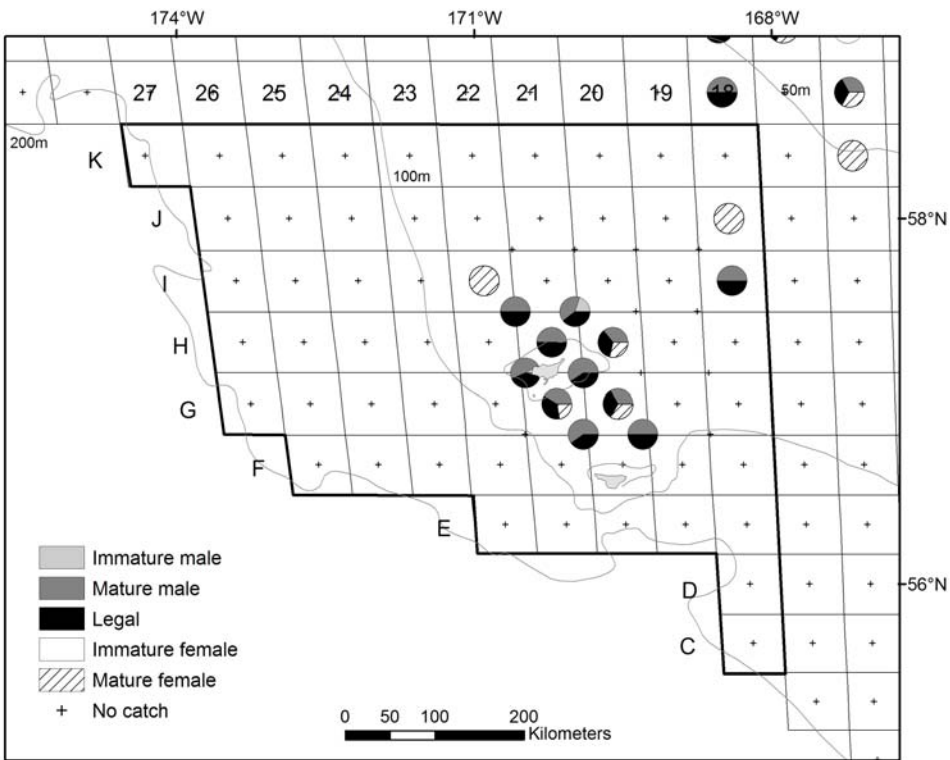 174°W 171°W 168°W
27 26 25 24 23 22 21 20 19 18 50m
200m
K
100m
J 58°N
I
H
G
F
E
Immature male
D 56°N
Mature male
Legal
C
Immature female
Mature female
+ No catch
0 50 100 200
Kilometers